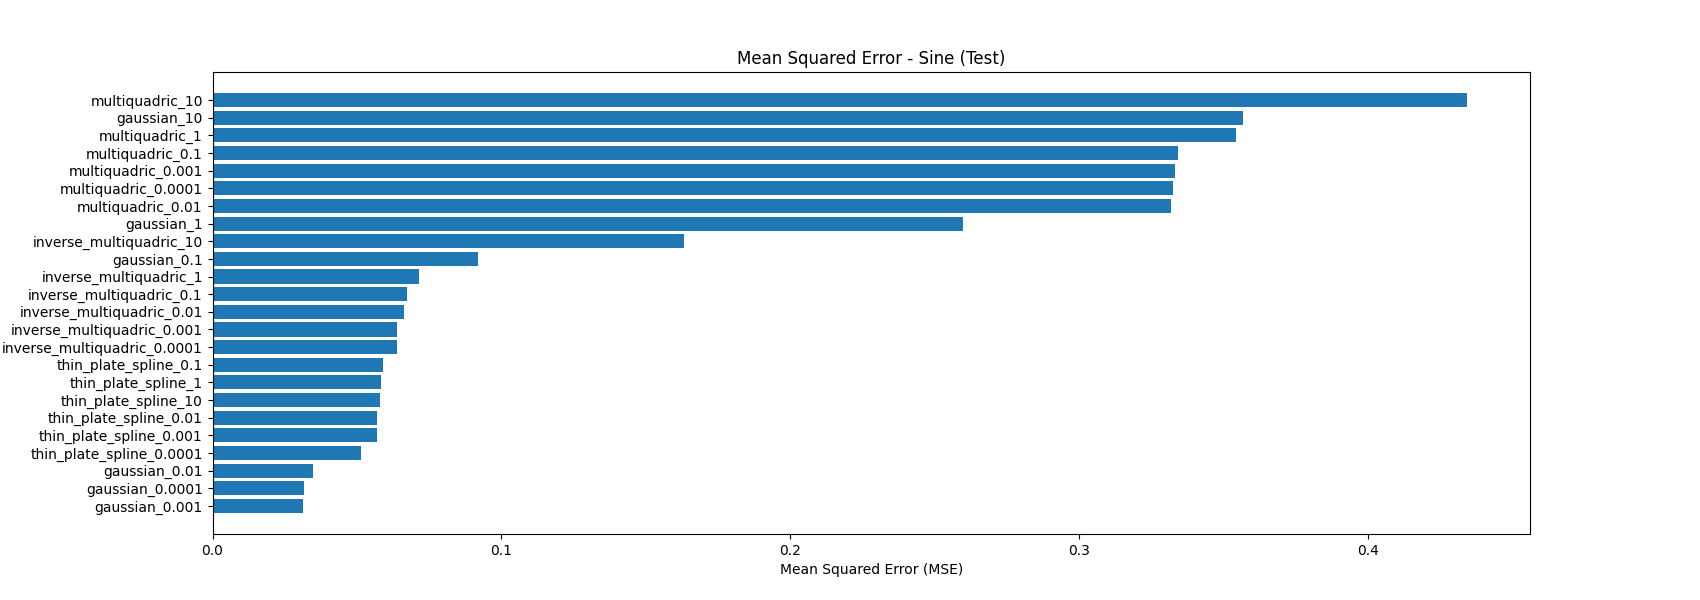 Mean Squared Error - Sine (Test)
multiquadric_10
gaussian_10
multiquadric_1
multiquadric_0.1
multiquadric_0.001
multiquadric_0.0001
multiquadric_0.01
gaussian_1
inverse_multiquadric_10
gaussian_0.1
inverse_multiquadric_1
inverse_multiquadric_0.1
inverse_multiquadric_0.01
inverse_multiquadric_0.001
inverse_multiquadric_0.0001
thin_plate_spline_0.1
thin_plate_spline_1
thin_plate_spline_10
thin_plate_spline_0.01
thin_plate_spline_0.001
thin_plate_spline_0.0001
gaussian_0.01
gaussian_0.0001
gaussian_0.001
0.0 0.1 0.2 0.3 0.4
Mean Squared Error (MSE)